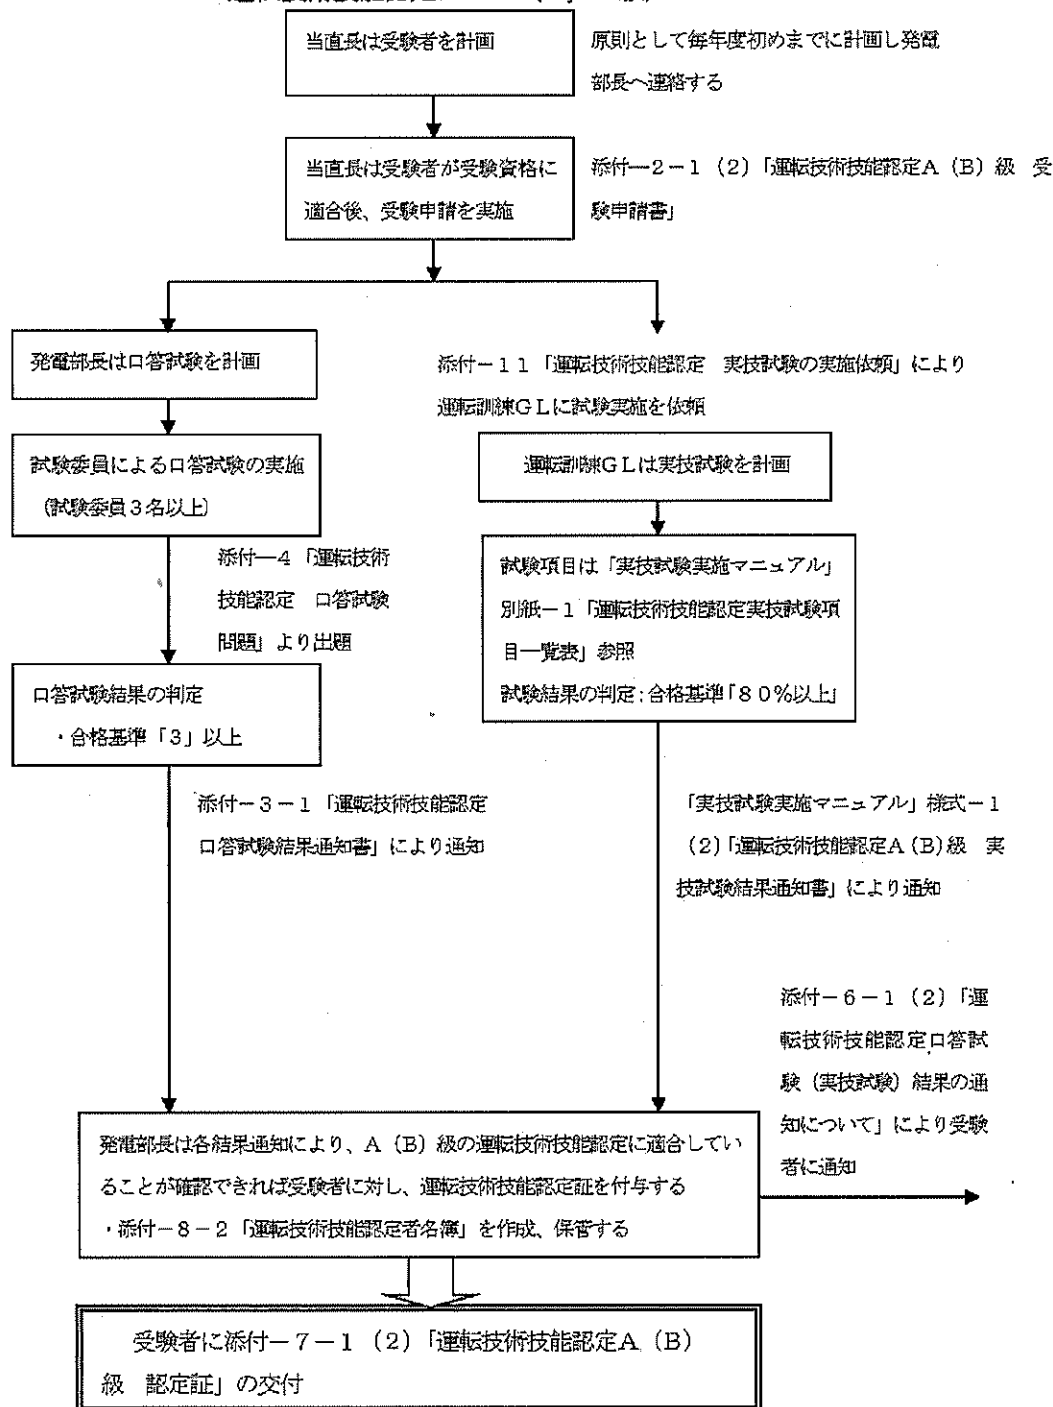 当直長は受験者を計画
原則として毎年度初めまでに計画し発電
部長へ連絡する
当直長は受験者が受験資格に
適合後、受験申請を実施
添付－2－1（2）「運転技術技能認定A（B）級　受
験申請書」
発電部長は口答試験を計画
試験委員による口答試験の実施
（試験委員3名以上）
添付－4「運転技術
技能認定　口答試験
問題」より出題
口答試験結果の判定
・合格基準「3」以上
添付－3－1「運転技術技能認定
口答試験結果通知書」により通知
添付－11「運転技術技能認定　実技試験の実施依頼」により
運転訓練GLに試験実施を依頼
運転訓練GLは実技試験を計画
試験項目は「実技試験実施マニュアル」
別紙－1「運転技術技能認定実技試験項
目一覧表」参照
試験結果の判定：合格基準「80％以上」
「実技試験実施マニュアル」様式－1
（2）「運転技術技能認定A（B）級　実
技試験結果通知書」により通知
添付－6－1（2）「運
転技術技能認定口答試
験（実技試験）結果の通
知について」により受験
者に通知
発電部長は各結果通知により、A（B）級の運転技術技能認定に適合してい
ることが確認できれば受験者に対し、運転技術技能認定証を付与する
・添付－8－2「運転技術技能認定者名簿」を作成、保管する
受験者に添付－7－1（2）「運転技術技能認定A（B）
級　認定証」の交付